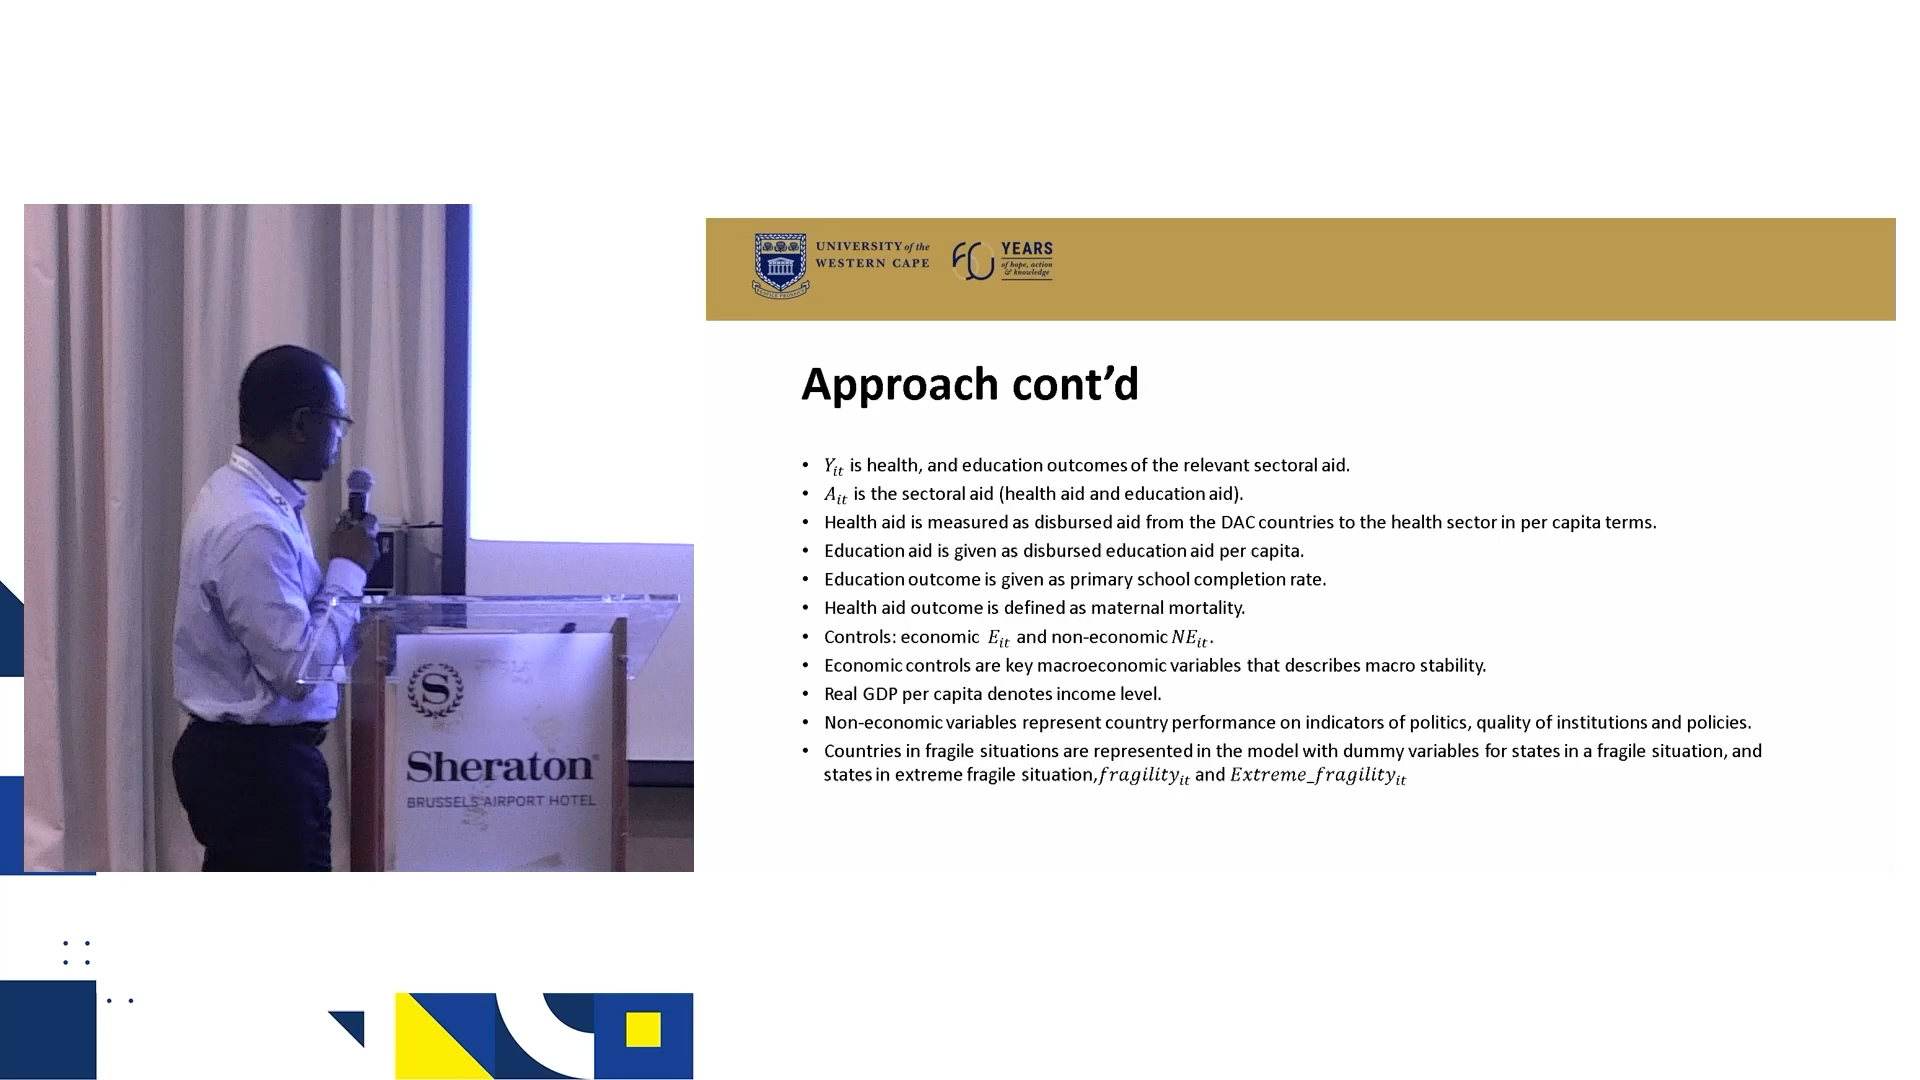 S
Sheraton
BRUSSELS AIRPORT HOTEL
UNIVERSITY of the
WESTERN CAPE
60 YEARS
of hope, action
& knowledge
Approach cont’d
• Y_it is health, and education outcomes of the relevant sectoral aid.
• A_it is the sectoral aid (health aid and education aid).
• Health aid is measured as disbursed aid from the DAC countries to the health sector in per capita terms.
• Education aid is given as disbursed education aid per capita.
• Education outcome is given as primary school completion rate.
• Health aid outcome is defined as maternal mortality.
• Controls: economic E_it and non-economic NE_it.
• Economic controls are key macroeconomic variables that describes macro stability.
• Real GDP per capita denotes income level.
• Non-economic variables represent country performance on indicators of politics, quality of institutions and policies.
• Countries in fragile situations are represented in the model with dummy variables for states in a fragile situation, and
states in extreme fragile situation, fragility_it and Extreme_fragility_it